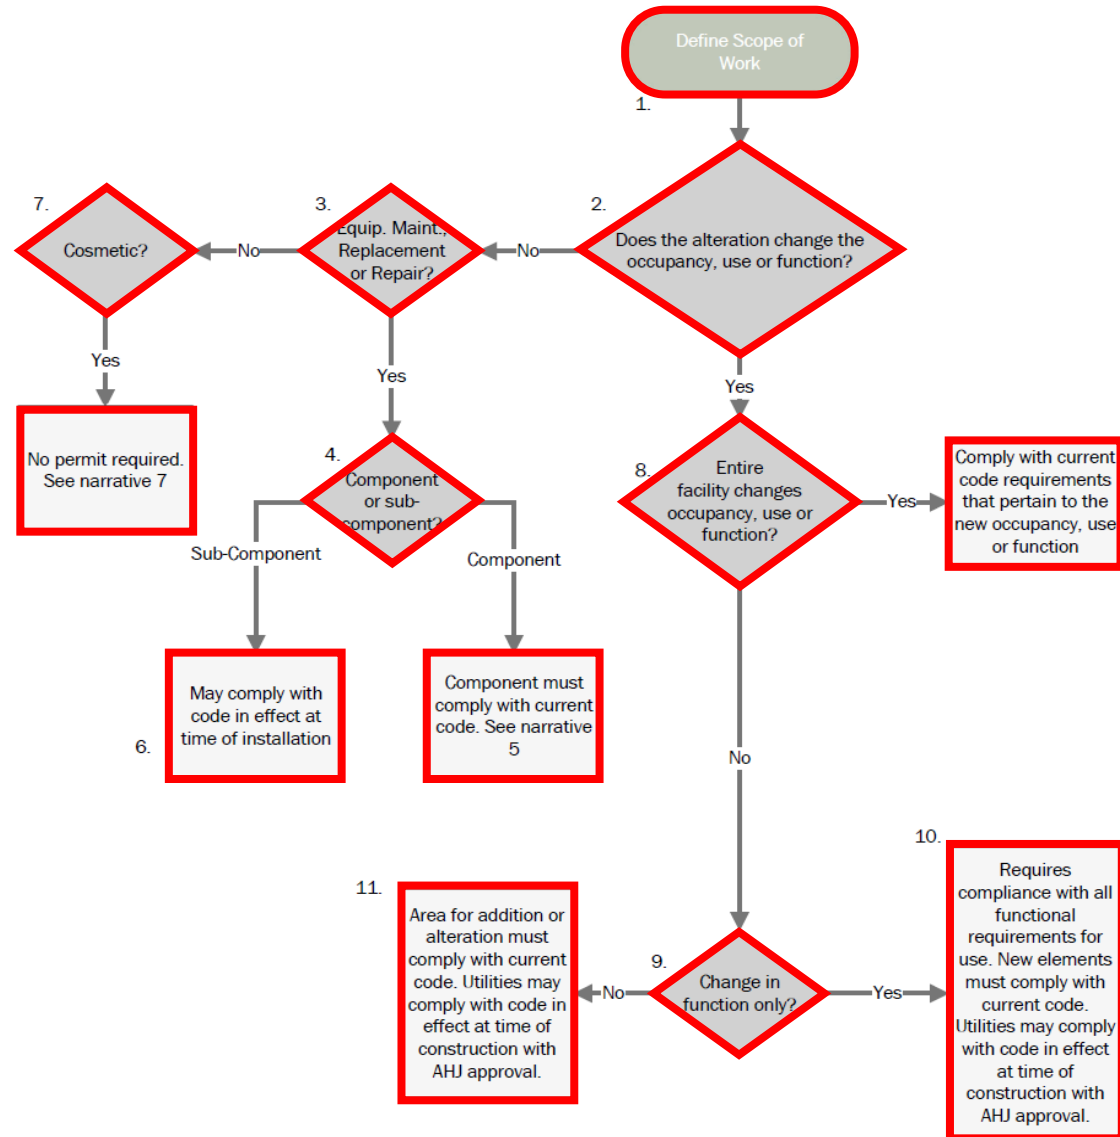 Define Scope of
Work
1.
2.
Does the alteration change the
occupancy, use or function?
No
3.
Equip. Maint.,
Replacement
or Repair?
No
7.
Cosmetic?
Yes
No permit required.
See narrative 7
Yes
4.
Component
or sub-
component?
Sub-Component
Component
6.
May comply with
code in effect at
time of installation
Component must
comply with current
code. See narrative
5
Yes
8.
Entire
facility changes
occupancy, use or
function?
Yes
Comply with current
code requirements
that pertain to the
new occupancy, use
or function
No
9.
Change in
function only?
No
11.
Area for addition or
alteration must
comply with current
code. Utilities may
comply with code in
effect at time of
construction with
AHJ approval.
Yes
10.
Requires
compliance with all
functional
requirements for
use. New elements
must comply with
current code.
Utilities may comply
with code in effect
at time of
construction with
AHJ approval.